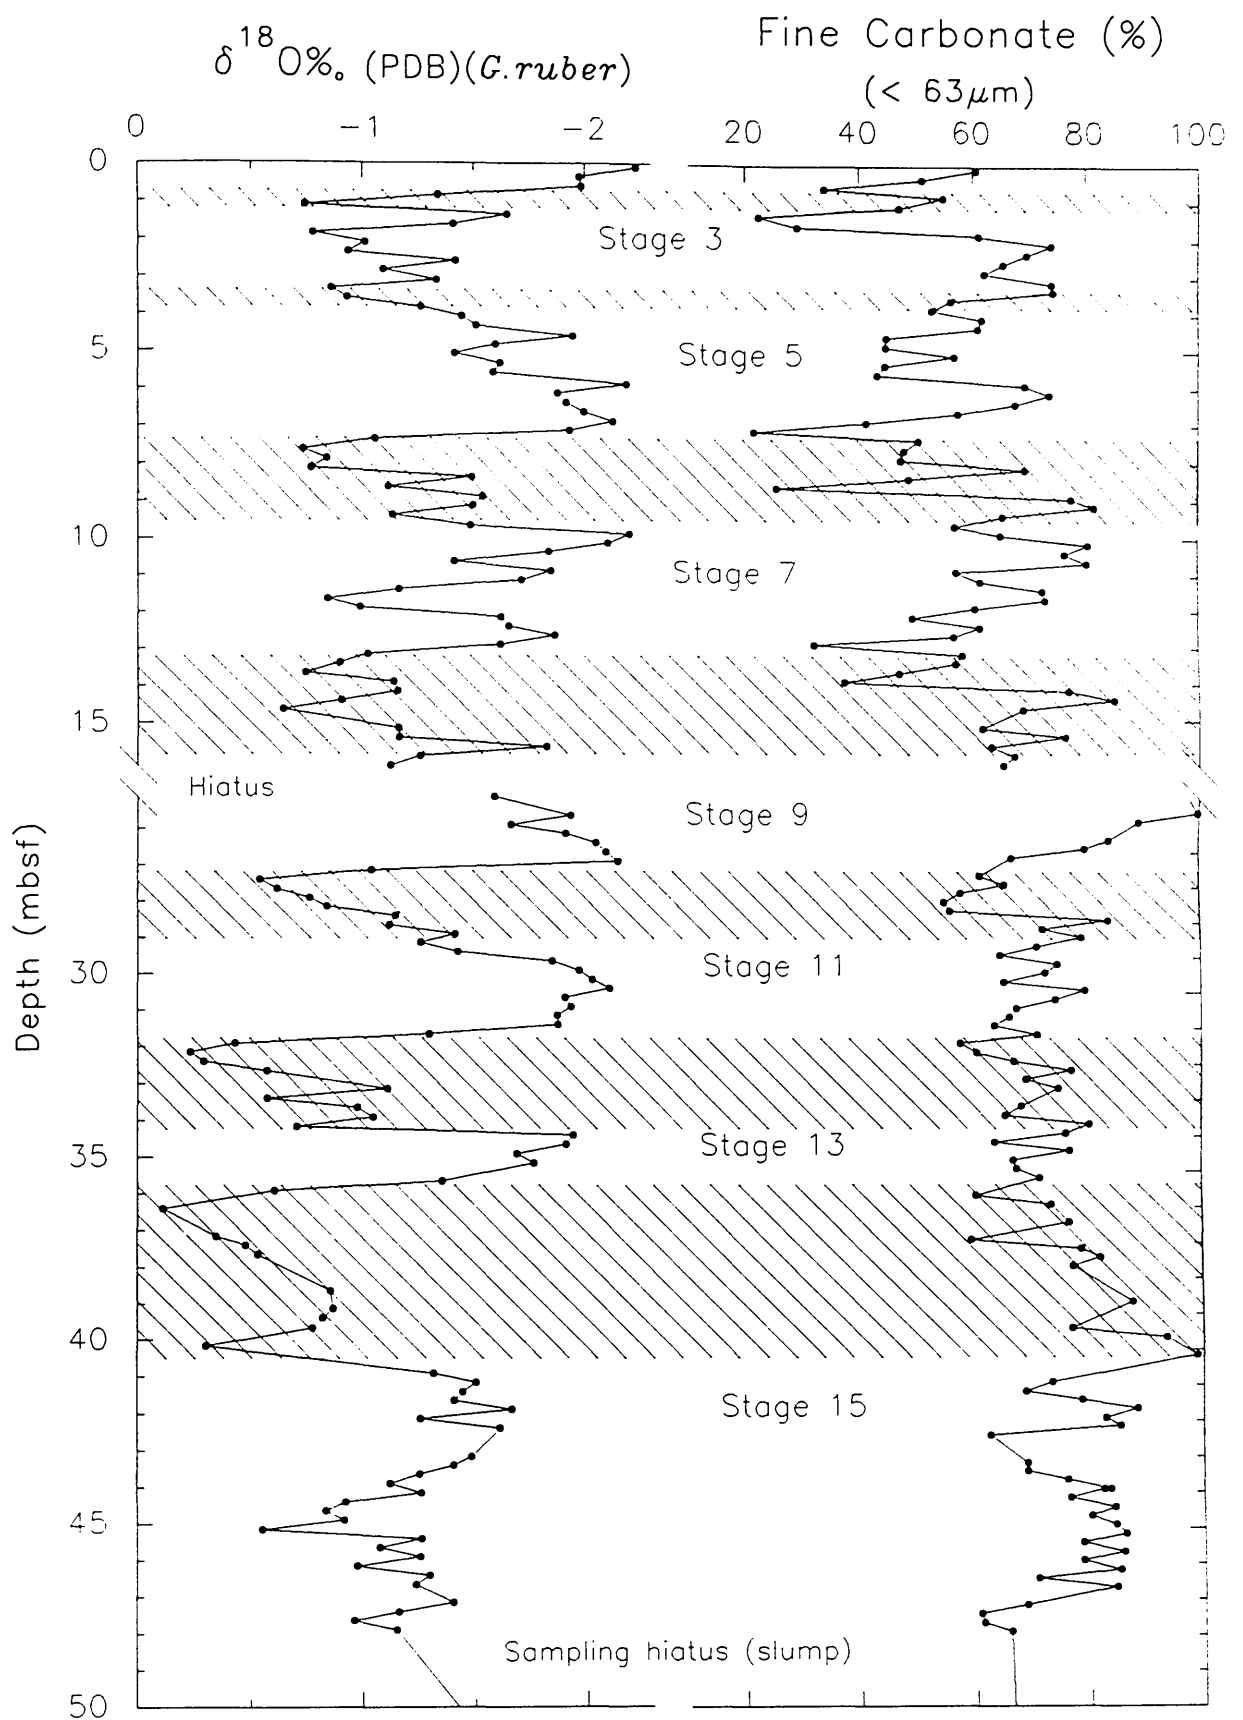 δ¹⁸O‰ (PDB)(G.ruber)
Fine Carbonate (%)
(< 63μm)
0 −1 −2 20 40 60 80 100
0
Stage 3
5
Stage 5
10
Stage 7
15
Hiatus
Stage 9
Depth (mbsf)
Stage 11
30
Stage 13
35
40
Stage 15
45
Sampling hiatus (slump)
50